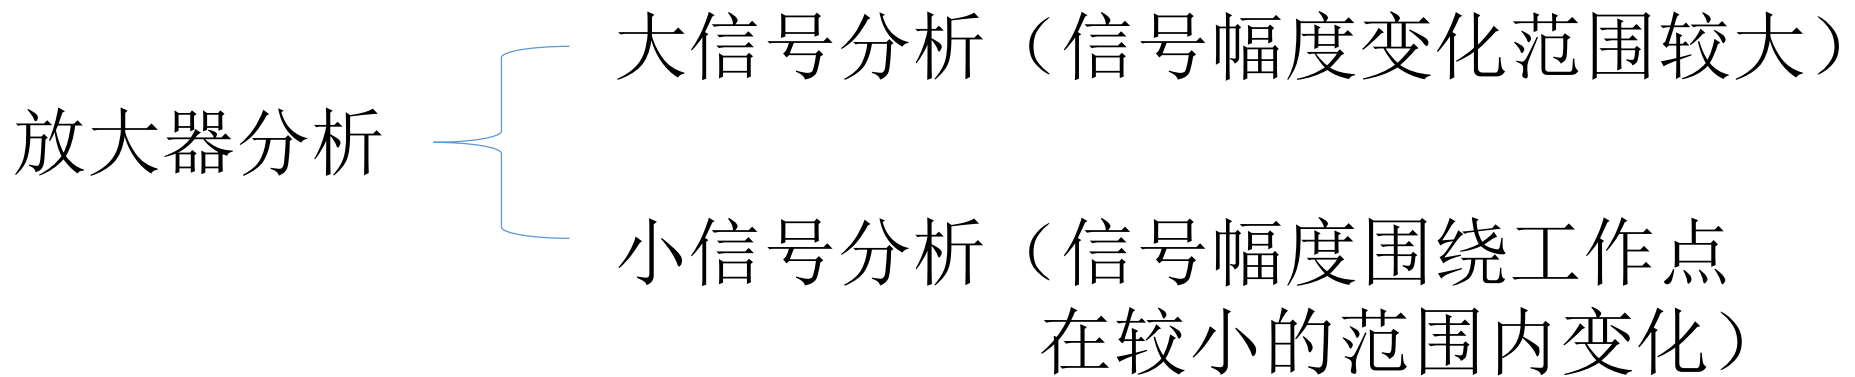 放大器分析
大信号分析（信号幅度变化范围较大）
小信号分析（信号幅度围绕工作点
在较小的范围内变化）